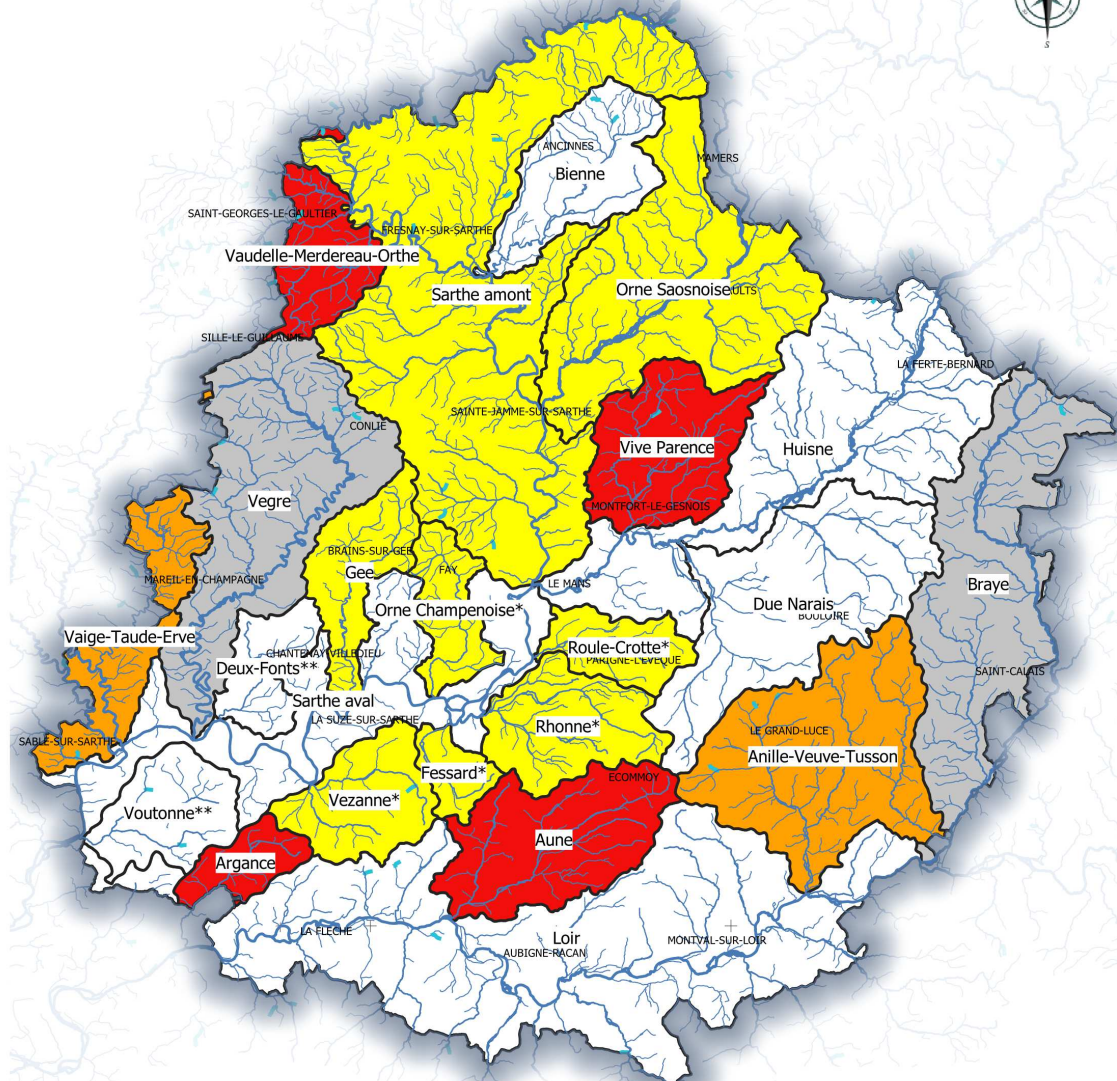 S
ANCINNES
Bienne
MAMERS
SAINT-GEORGES-LE-GAULTIER
FRESNAY-SUR-SARTHE
Vaudelle-Merdereau-Orthe
Sarthe amont
Orne Saosnoise
ULTS
SILLE-LE-GUILLAUME
LA FERTE-BERNARD
SAINTE-JAMME-SUR-SARTHE
CONLIE
Vive Parence
Huisne
Vegre
MONTFORT-LE-GESNOIS
BRAINS-SUR-GEE
Gee
FAY
MAREIL-EN-CHAMPAGNE
LE MANS
Braye
Orne Champenoise*
Due Narais
BOULOIRE
Vaige-Taude-Erve
Roule-Crotte*
CHANTENAY-VILLEDIEU
PARIGNE-L'EVEQUE
Deux-Fonts**
SAINT-CALAIS
Sarthe aval
LA SUZE-SUR-SARTHE
Rhonne*
LE GRAND-LUCE
SABLE-SUR-SARTHE
Anille-Veuve-Tusson
Fessard*
ECOMMOY
Vezanne*
Voutonne**
Aune
Argance
LA FLECHE
Loir
MONTVAL-SUR-LOIR
AUBIGNE-RACAN